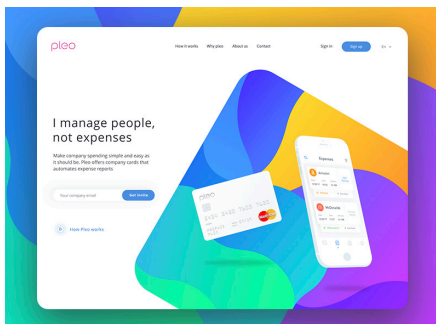 pleo
How it works Why pleo About us Contact Sign in Sign up En
I manage people,
not expenses
Make company spending simple and easy as
it should be. Pleo offers company cards that
automates expense reports
Your company email
How Pleo works
pleo
MasterCard
Expenses
Amazon
McDonalds